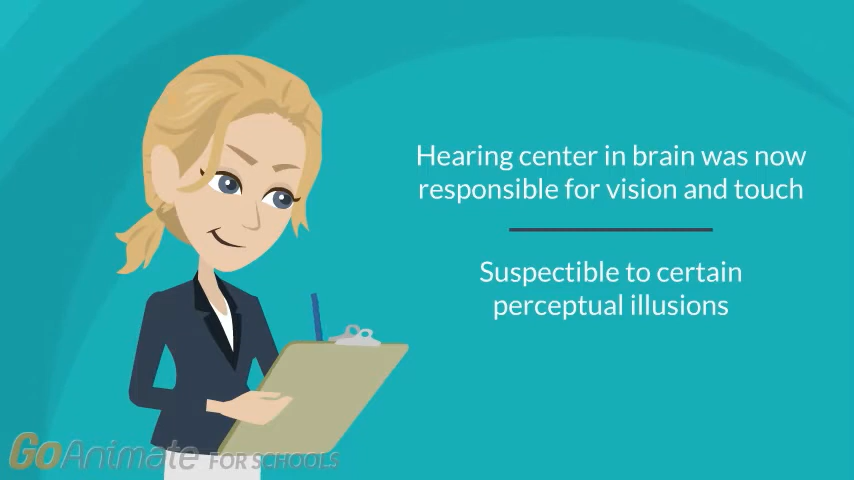 Hearing center in brain was now
responsible for vision and touch
Suspectible to certain
perceptual illusions
GoAnimate FOR SCHOOLS